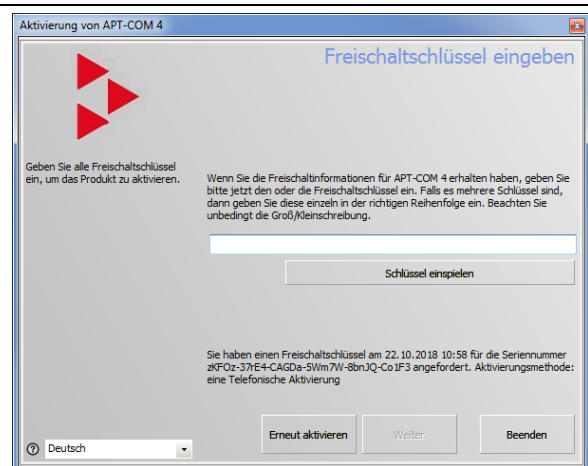 Aktivierung von APT-COM 4
Freischaltschlüssel eingeben
Geben Sie alle Freischaltschlüssel
ein, um das Produkt zu aktivieren.
Wenn Sie die Freischaltinformationen für APT-COM 4 erhalten haben, geben Sie
bitte jetzt den oder die Freischaltschlüssel ein. Falls es mehrere Schlüssel sind,
dann geben Sie diese einzeln in der richtigen Reihenfolge ein. Beachten Sie
unbedingt die Groß/Kleinschreibung.
Schlüssel einspielen
Sie haben einen Freischaltschlüssel am 22.10.2018 10:58 für die Seriennummer
zKFOz-37rE4-CAGDa-5Wm7W-8bnJQ-Co1F3 angefordert. Aktivierungsmethode:
eine Telefonische Aktivierung
Erneut aktivieren
Weiter
Beenden
Deutsch